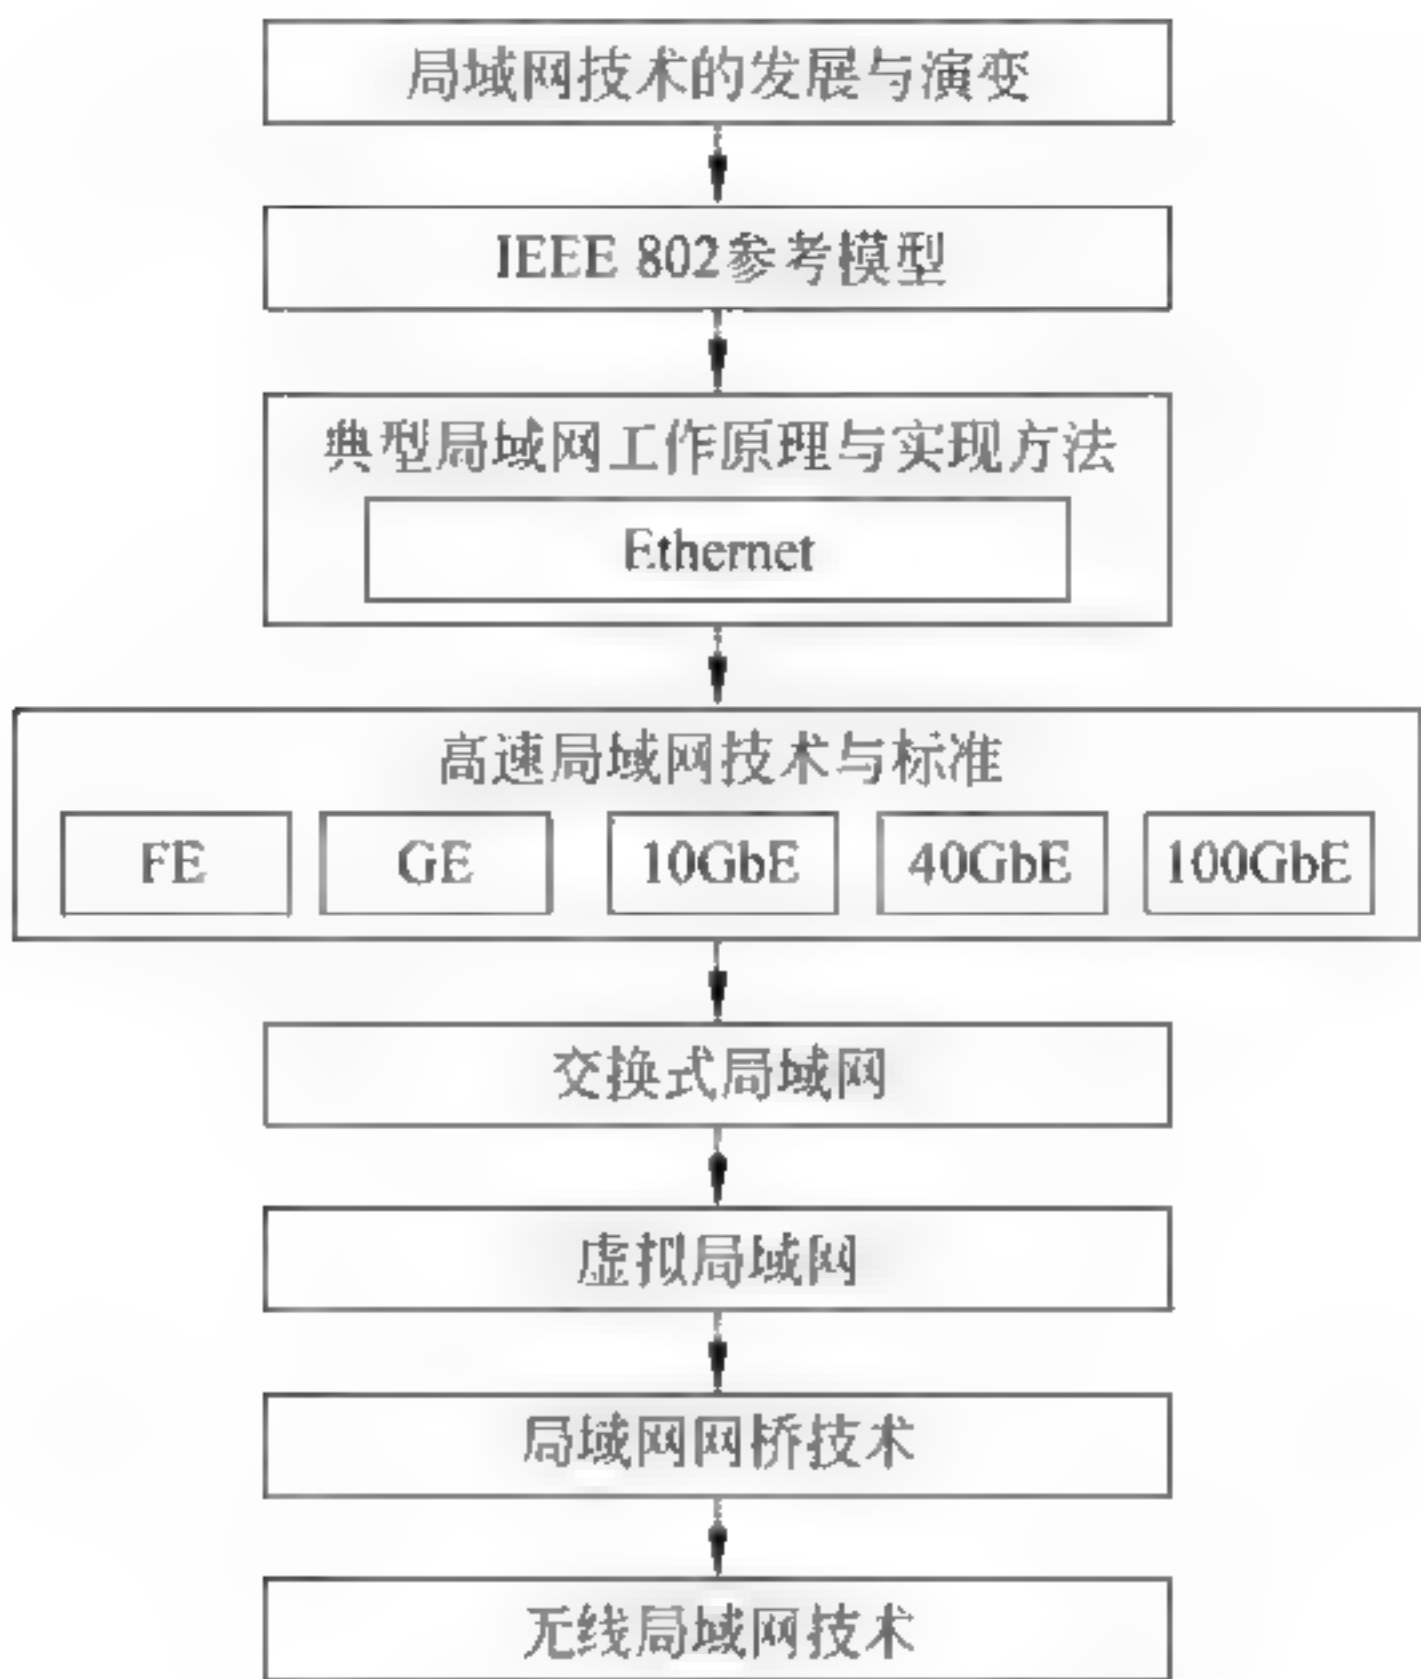 局域网技术的发展与演变
IEEE 802参考模型
典型局域网工作原理与实现方法
Ethernet
高速局域网技术与标准
FE GE 10GbE 40GbE 100GbE
交换式局域网
虚拟局域网
局域网网桥技术
无线局域网技术